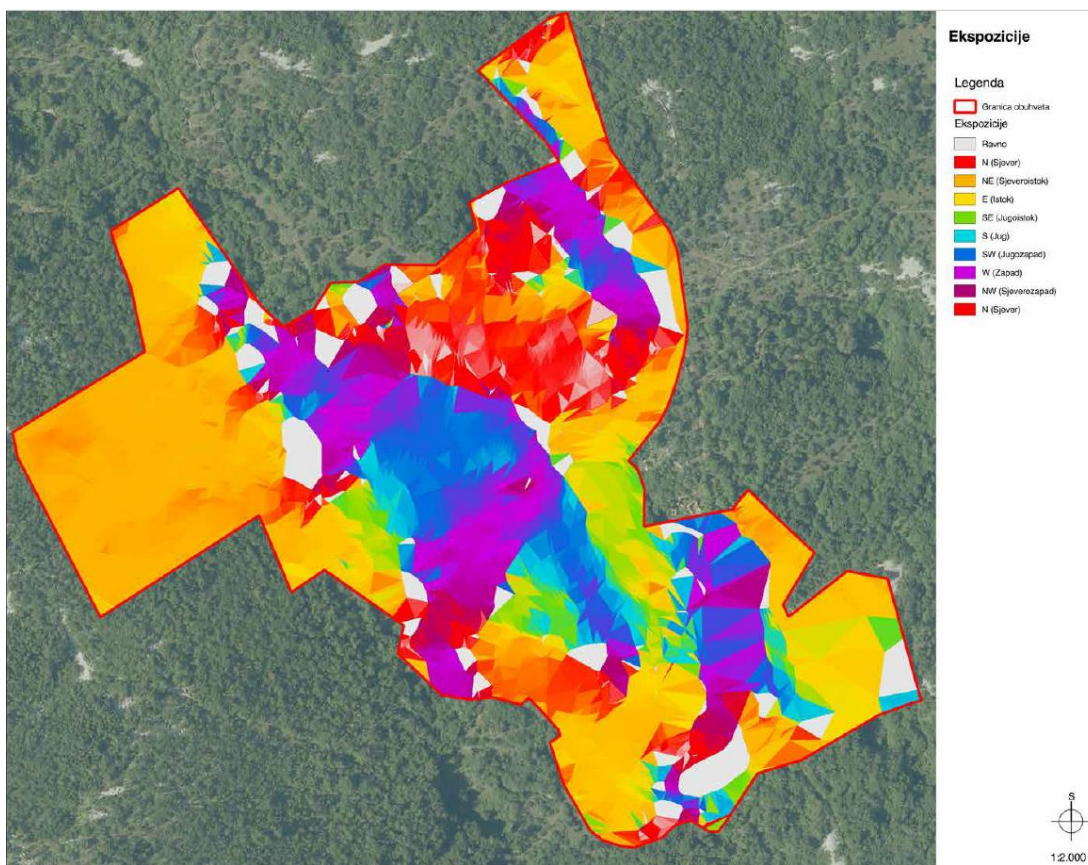 Ekspozicije
Legenda
Granica obuhvata
Ekspozicije
Ravno
N (Sjever)
NE (Sjeveroistok)
E (Istok)
SE (Jugoistok)
S (Jug)
SW (Jugozapad)
W (Zapad)
NW (Sjeverozapad)
N (Sjever)
S
1:2.000